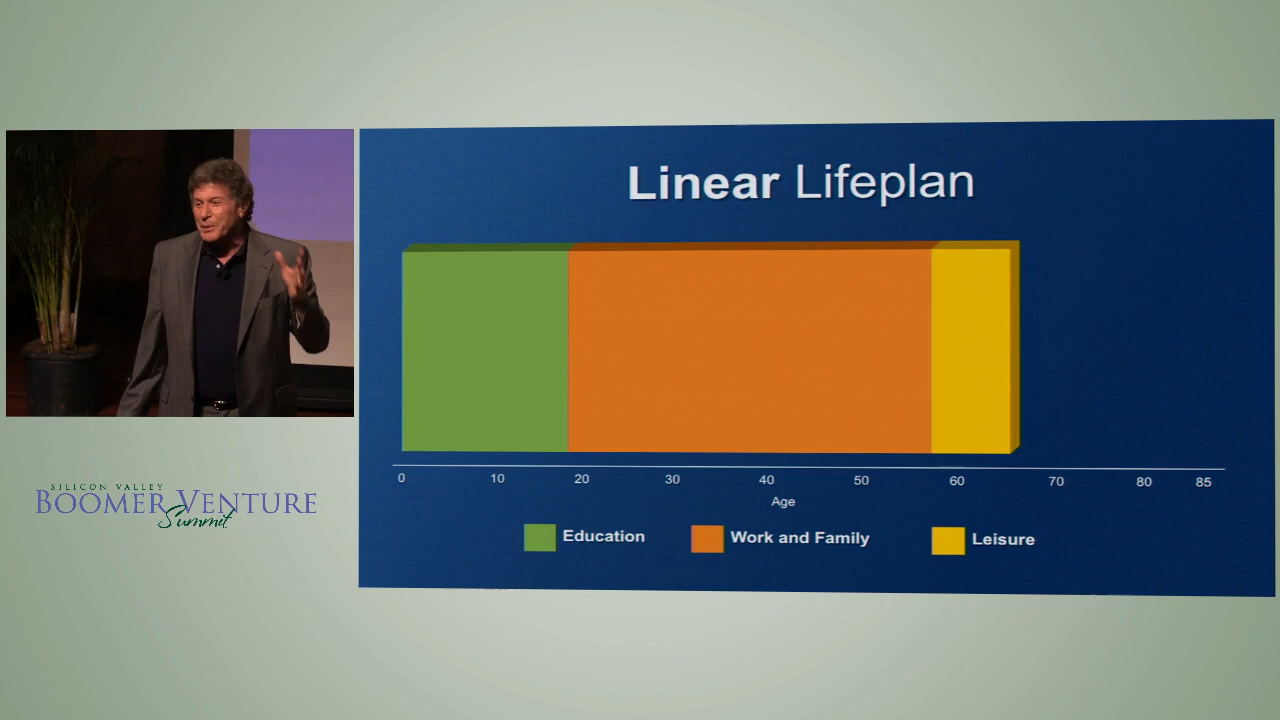 Linear Lifeplan
0 10 20 30 40 50 60 70 80 85
Age
Education Work and Family Leisure
SILICON VALLEY
BOOMER VENTURE
Summit